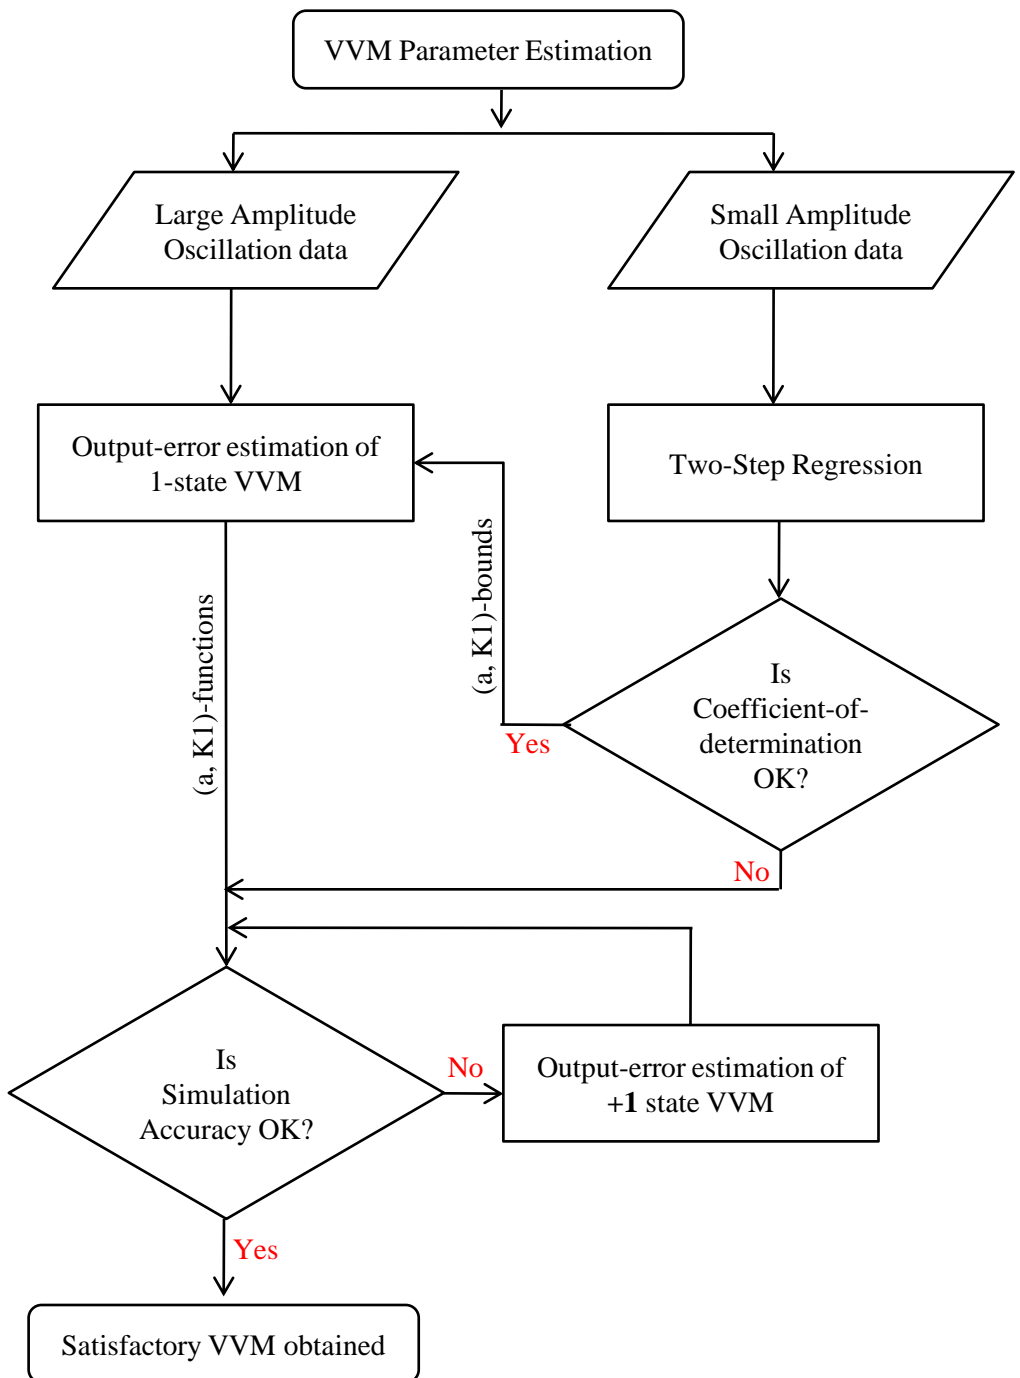 VVM Parameter Estimation
Large Amplitude
Oscillation data
Small Amplitude
Oscillation data
Output-error estimation of
1-state VVM
Two-Step Regression
(a, K1)-functions
(a, K1)-bounds
Is
Coefficient-of-
determination
OK?
Yes
No
Is
Simulation
Accuracy OK?
No
Output-error estimation of
+1 state VVM
Yes
Satisfactory VVM obtained